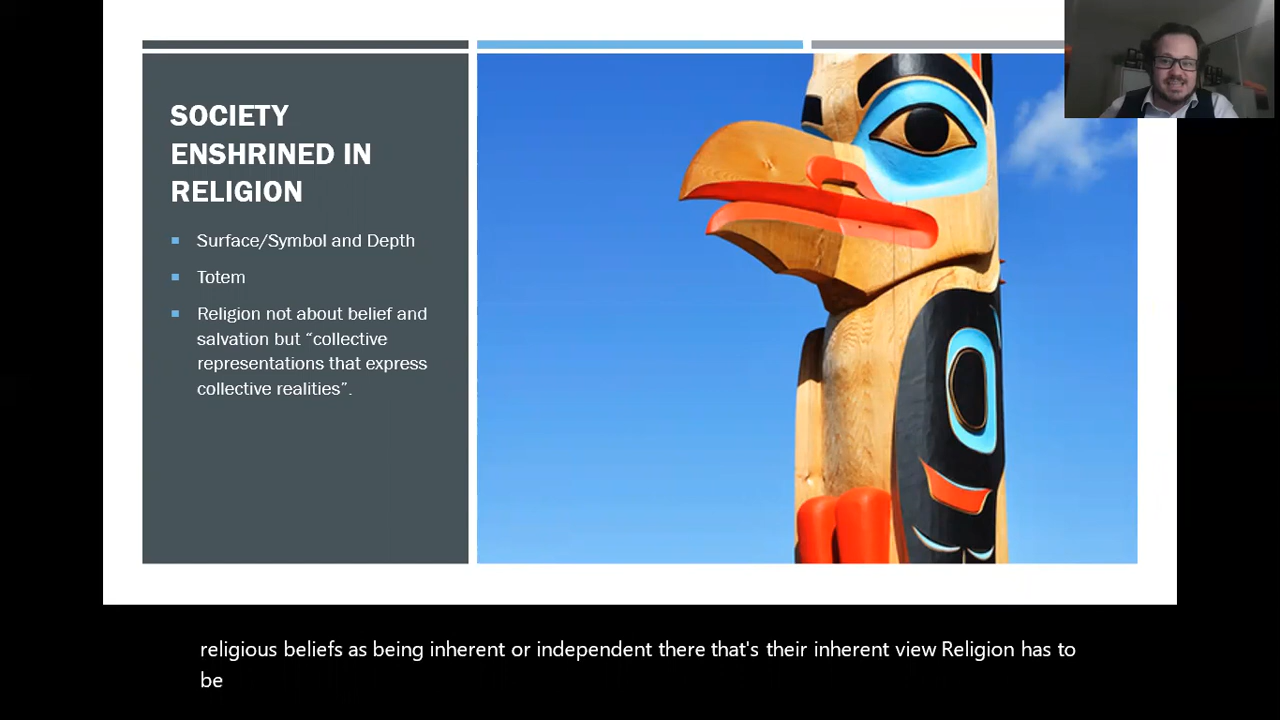 SOCIETY
ENSHRINED IN
RELIGION
Surface/Symbol and Depth
Totem
Religion not about belief and
salvation but “collective
representations that express
collective realities”.
religious beliefs as being inherent or independent there that's their inherent view Religion has to
be